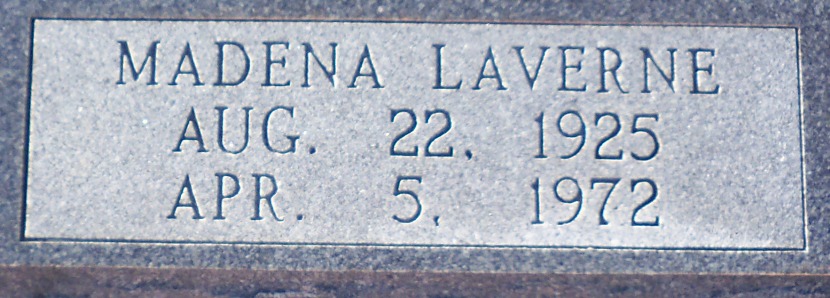 MADENA LAVERNE
AUG. 22, 1925
APR. 5, 1972